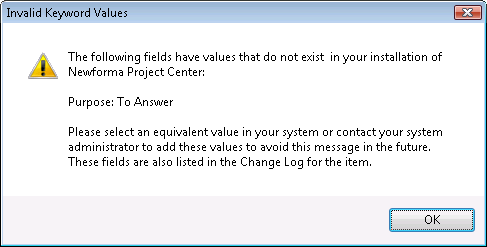 Invalid Keyword Values
The following fields have values that do not exist  in your installation of
Newforma Project Center:
Purpose: To Answer
Please select an equivalent value in your system or contact your system
administrator to add these values to avoid this message in the future.
These fields are also listed in the Change Log for the item.
OK